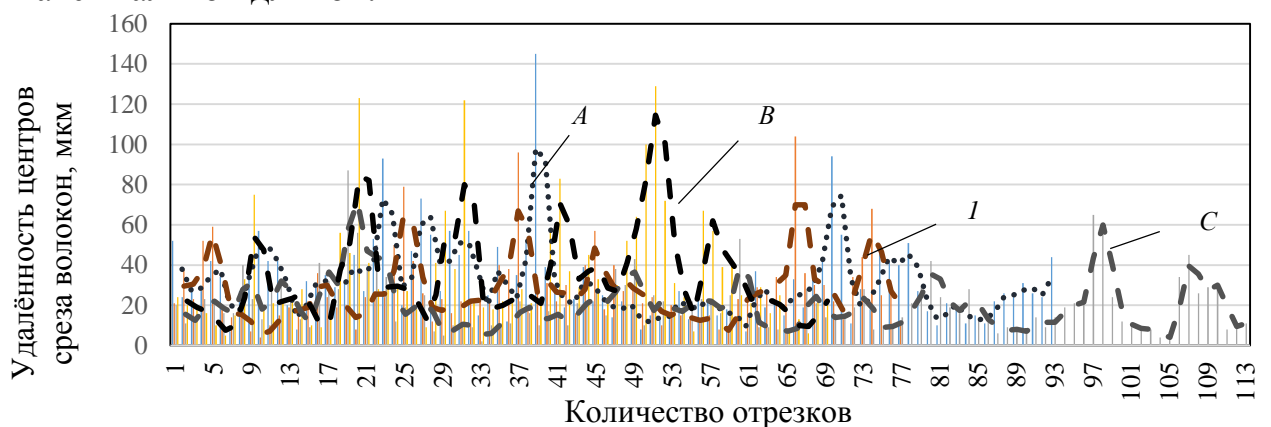 160
140
120
100
80
60
40
20
0
Удалённость центров
среза волокон, мкм
A
B
1
C
1 5 9 13 17 21 25 29 33 37 41 45 49 53 57 61 65 69 73 77 81 85 89 93 97 101 105 109 113
Количество отрезков